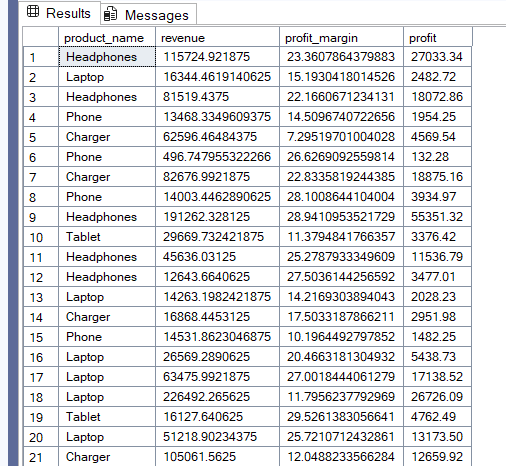 Results Messages
product_name revenue profit_margin profit
1 Headphones 115724.921875 23.3607864379883 27033.34
2 Laptop 16344.4619140625 15.1930418014526 2482.72
3 Headphones 81519.4375 22.1660671234131 18072.86
4 Phone 13468.3349609375 14.5096740722656 1954.25
5 Charger 62596.46484375 7.29519701004028 4569.54
6 Phone 496.747955322266 26.6269092559814 132.28
7 Charger 82676.9921875 22.8335819244385 18875.16
8 Phone 14003.4462890625 28.1008644104004 3934.97
9 Headphones 191262.328125 28.9410953521729 55351.32
10 Tablet 29669.732421875 11.3794841766357 3376.42
11 Headphones 45636.03125 25.2787933349609 11536.79
12 Headphones 12643.6640625 27.5036144256592 3477.01
13 Laptop 14263.1982421875 14.2169303894043 2028.23
14 Charger 16868.4453125 17.5033187866211 2951.98
15 Phone 14531.8623046875 10.1964492797852 1482.25
16 Laptop 26569.2890625 20.4663181304932 5438.73
17 Laptop 63475.9921875 27.0018444061279 17138.52
18 Laptop 226492.265625 11.7956237792969 26726.09
19 Tablet 16127.640625 29.5261383056641 4762.49
20 Laptop 51218.90234375 25.7210712432861 13173.50
21 Charger 105061.5625 12.0488233566284 12659.92